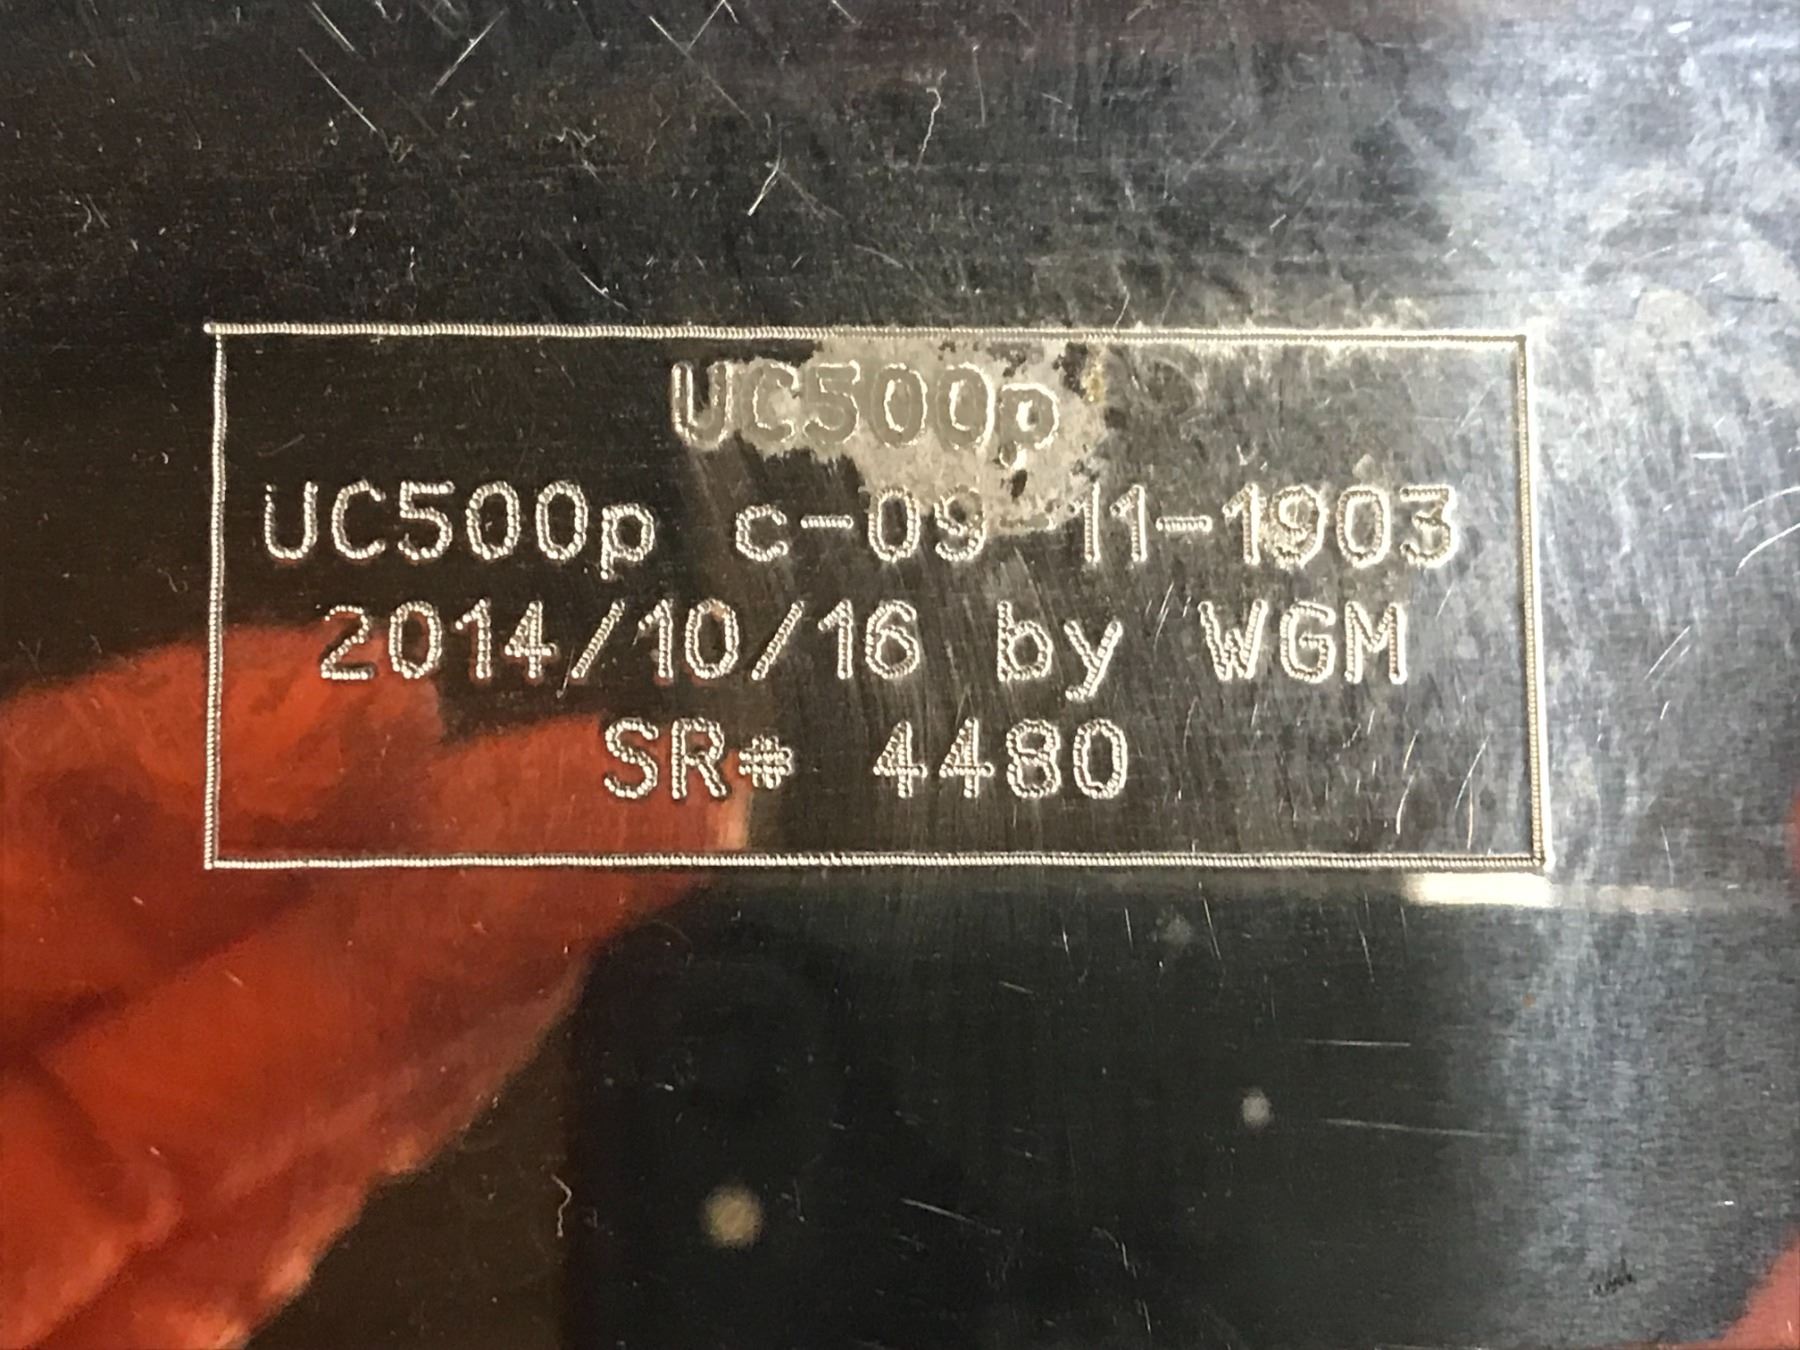 UC500p
UC500p c-09-11-1903
2014/10/16 by WGM
SR# 4480